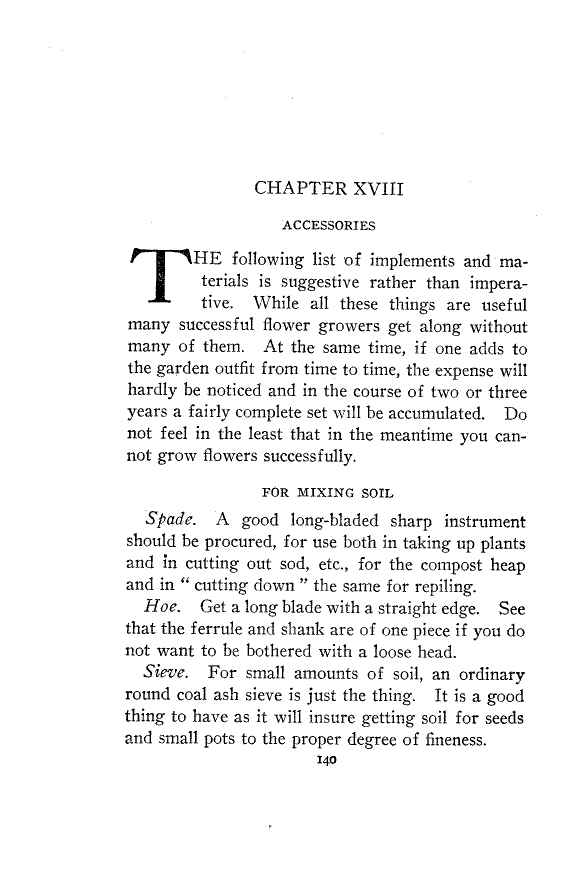 CHAPTER XVIII
ACCESSORIES
THE following list of implements and ma-
terials is suggestive rather than impera-
tive. While all these things are useful
many successful flower growers get along without
many of them. At the same time, if one adds to
the garden outfit from time to time, the expense will
hardly be noticed and in the course of two or three
years a fairly complete set will be accumulated. Do
not feel in the least that in the meantime you can-
not grow flowers successfully.
FOR MIXING SOIL
Spade. A good long-bladed sharp instrument
should be procured, for use both in taking up plants
and in cutting out sod, etc., for the compost heap
and in “ cutting down ” the same for repiling.
Hoe. Get a long blade with a straight edge. See
that the ferrule and shank are of one piece if you do
not want to be bothered with a loose head.
Sieve. For small amounts of soil, an ordinary
round coal ash sieve is just the thing. It is a good
thing to have as it will insure getting soil for seeds
and small pots to the proper degree of fineness.
140